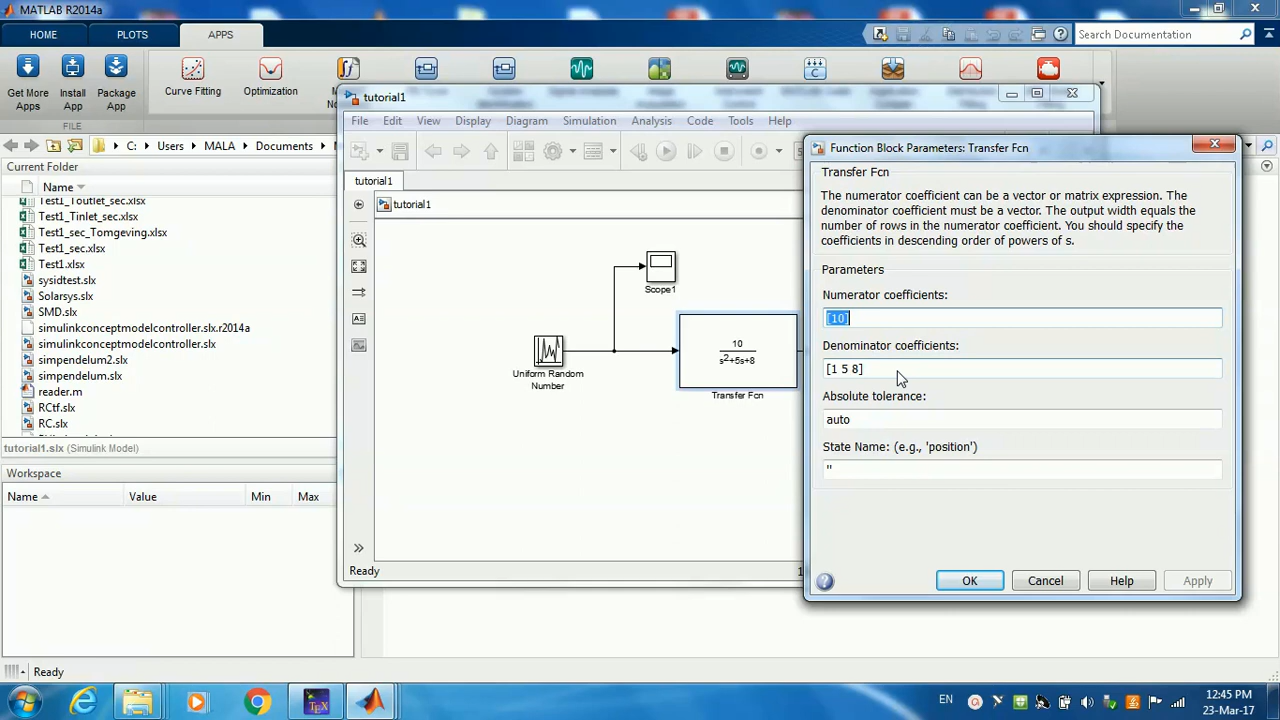 MATLAB R2014a
HOME
PLOTS
APPS
Search Documentation
Get More Apps
Install App
Package App
Curve Fitting
Optimization
FILE
C: Users MALA Documents
Current Folder
Name
Test1_Toutlet_sec.xlsx
Test1_Tinlet_sec.xlsx
Test1_sec_Tomgeving.xlsx
Test1_sec.xlsx
Test1.xlsx
sysidtest.slx
Solarsys.slx
SMD.slx
simulinkconceptmodelcontroller.slx.r2014a
simulinkconceptmodelcontroller.slx
simpendelum2.slx
simpendelum.slx
reader.m
RCtf.slx
RC.slx
tutorial1.slx (Simulink Model)
Workspace
Name Value Min Max
Ready
tutorial1
File Edit View Display Diagram Simulation Analysis Code Tools Help
tutorial1
tutorial1
Scope1
Uniform Random
Number
10
s²+5s+8
Transfer Fcn
Ready
Function Block Parameters: Transfer Fcn
Transfer Fcn
The numerator coefficient can be a vector or matrix expression. The
denominator coefficient must be a vector. The output width equals the
number of rows in the numerator coefficient. You should specify the
coefficients in descending order of powers of s.
Parameters
Numerator coefficients:
[10]
Denominator coefficients:
[1 5 8]
Absolute tolerance:
auto
State Name: (e.g., 'position')
''
OK Cancel Help Apply
EN
12:45 PM
23-Mar-17